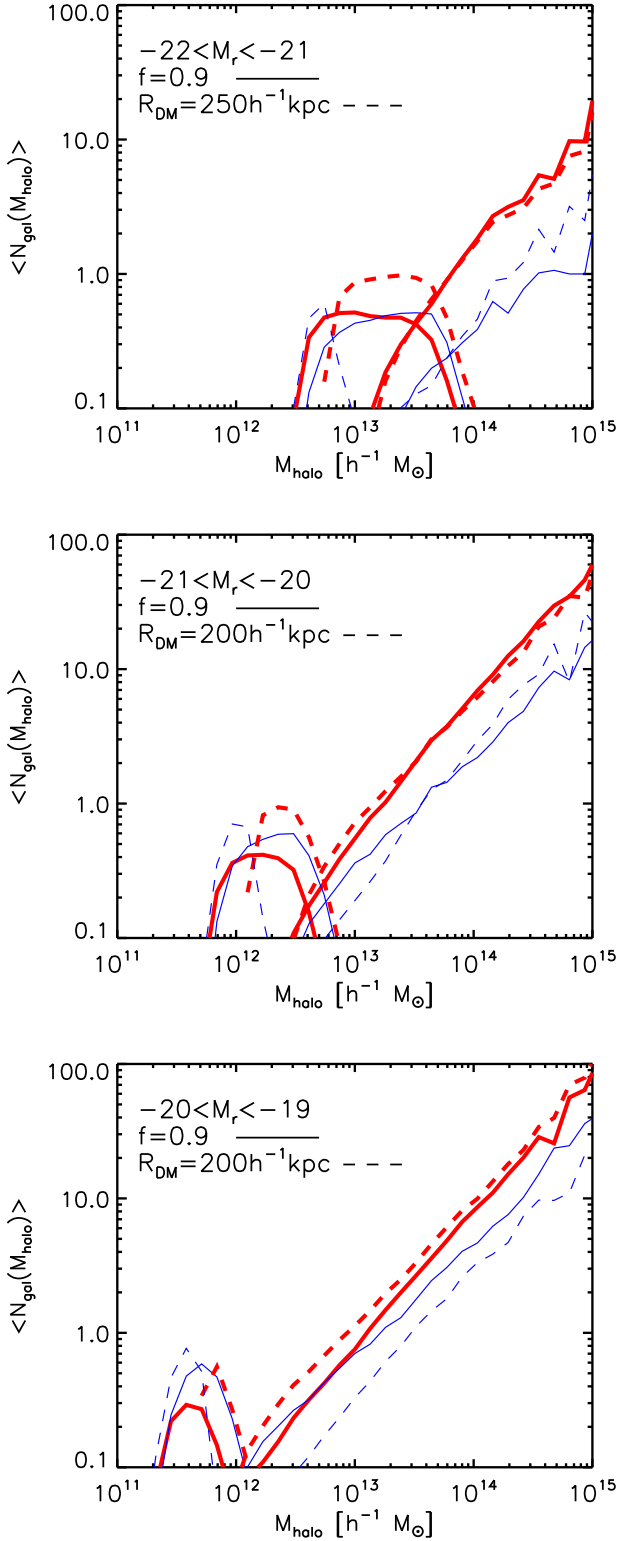 100.0
-22<M_r<-21
f=0.9
R_DM=250h^-1kpc
10.0
<N_gal(M_halo)>
1.0
0.1
10^11 10^12 10^13 10^14 10^15
M_halo [h^-1 M_⊙]
100.0
-21<M_r<-20
f=0.9
R_DM=200h^-1kpc
10.0
<N_gal(M_halo)>
1.0
0.1
10^11 10^12 10^13 10^14 10^15
M_halo [h^-1 M_⊙]
100.0
-20<M_r<-19
f=0.9
R_DM=200h^-1kpc
10.0
<N_gal(M_halo)>
1.0
0.1
10^11 10^12 10^13 10^14 10^15
M_halo [h^-1 M_⊙]